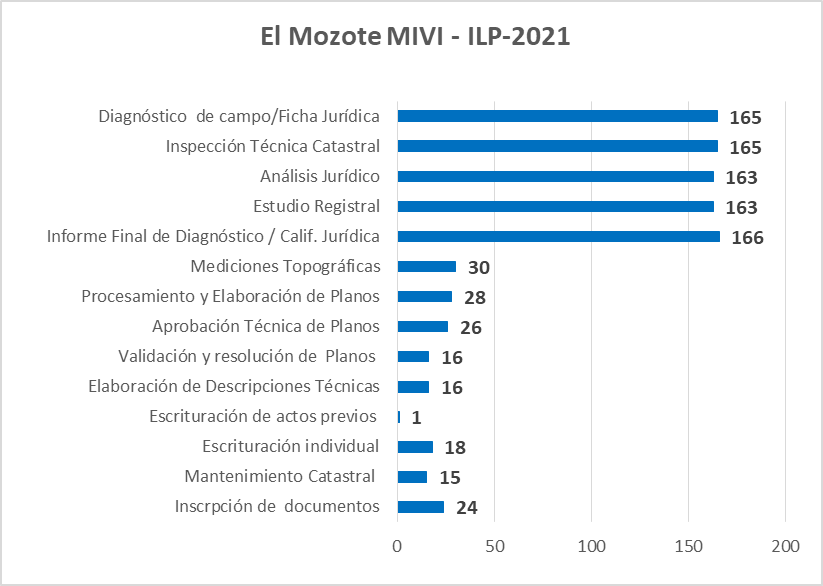 El Mozote MIVI - ILP-2021
Diagnóstico de campo/Ficha Jurídica 165
Inspección Técnica Catastral 165
Análisis Jurídico 163
Estudio Registral 163
Informe Final de Diagnóstico / Calif. Jurídica 166
Mediciones Topográficas 30
Procesamiento y Elaboración de Planos 28
Aprobación Técnica de Planos 26
Validación y resolución de Planos 16
Elaboración de Descripciones Técnicas 16
Escrituración de actos previos 1
Escrituración individual 18
Mantenimiento Catastral 15
Inscrpción de documentos 24
0 50 100 150 200